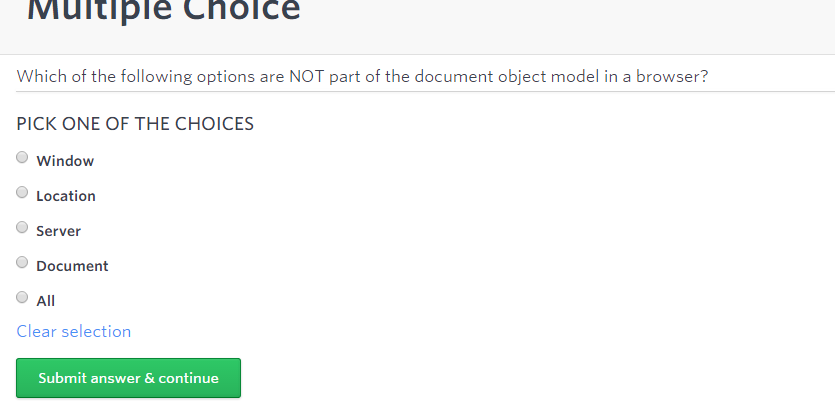 Multiple Choice
Which of the following options are NOT part of the document object model in a browser?
PICK ONE OF THE CHOICES
Window
Location
Server
Document
All
Clear selection
Submit answer & continue